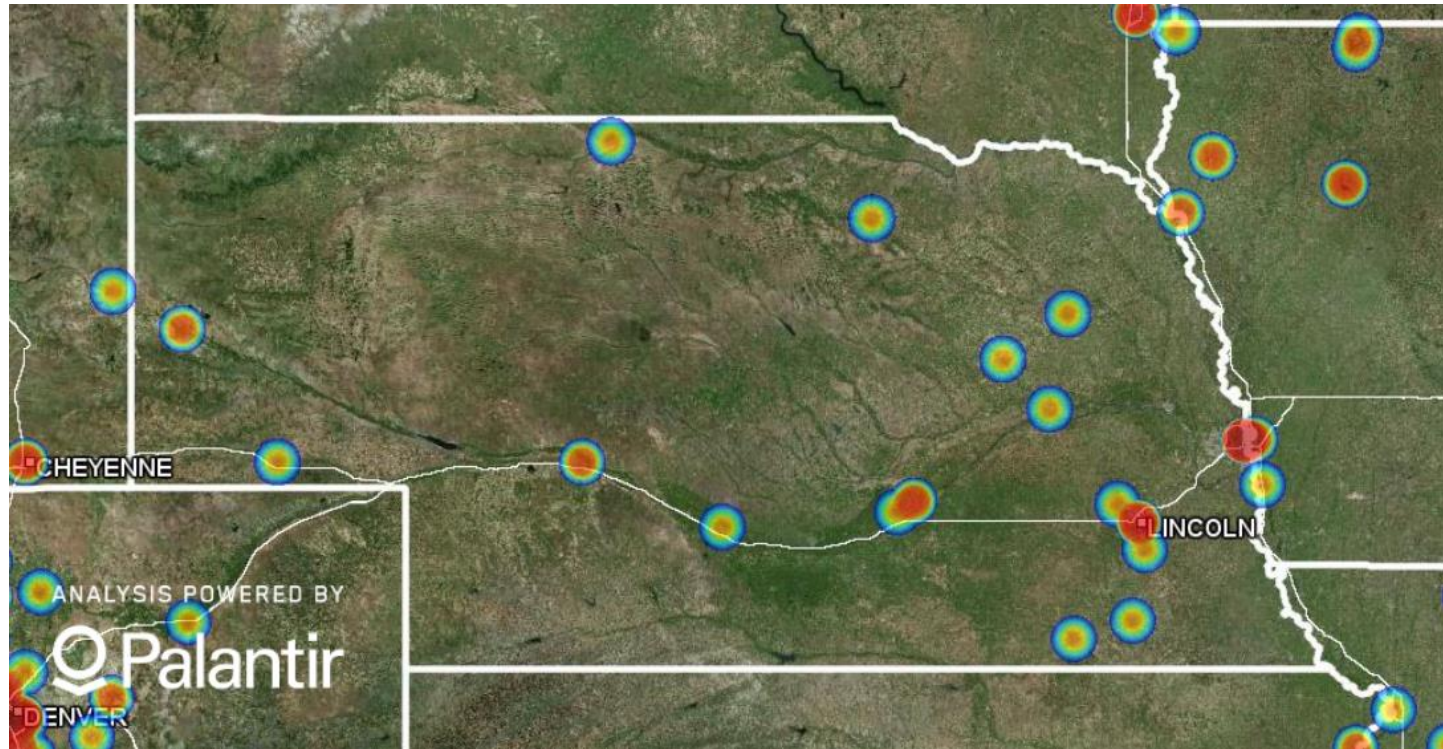 CHEYENNE
LINCOLN
ANALYSIS POWERED BY
Palantir
DENVER